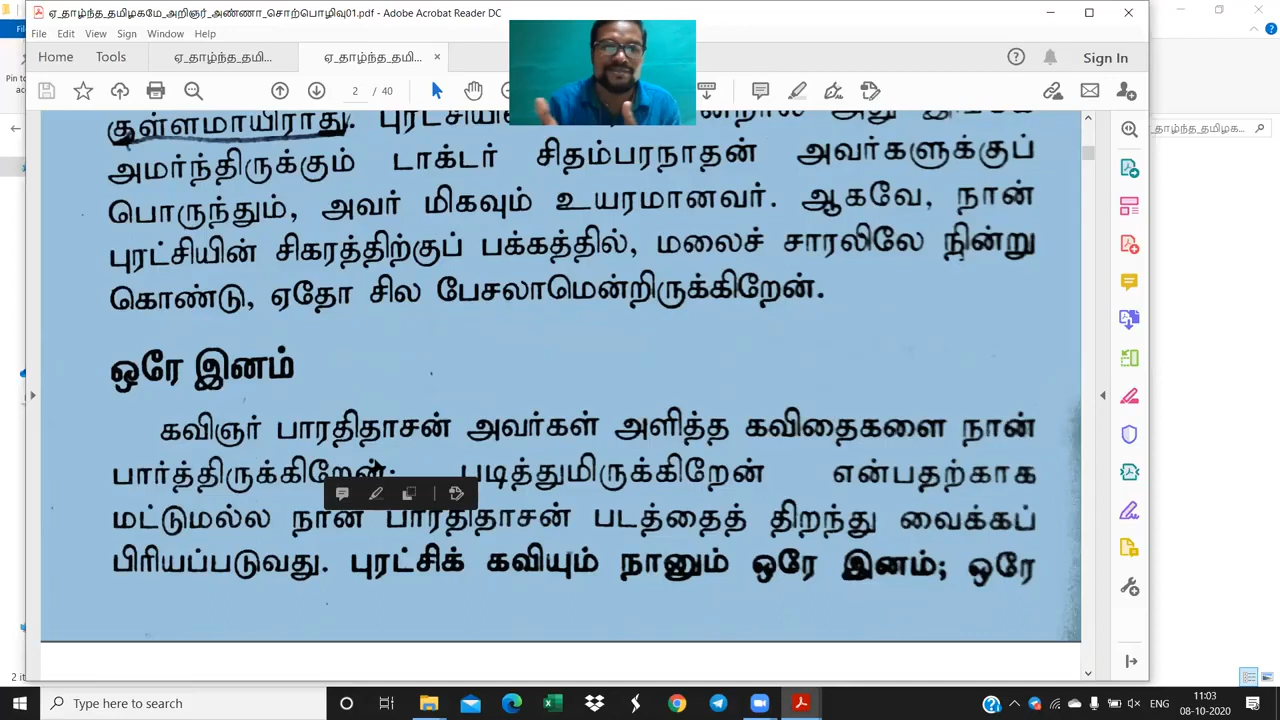 ஏ_தாழ்ந்த_தமிழகமே_அறிஞர்_அண்ணா_சொற்பொழிவு01.pdf - Adobe Acrobat Reader DC
File Edit View Sign Window Help
Home Tools ஏ_தாழ்ந்த_தமி... ஏ_தாழ்ந்த_தமி... × Sign In
2 / 40
குள்ளமாயிராது. அது
அமர்ந்திருக்கும் டாக்டர் சிதம்பரநாதன் அவர்களுக்குப்
பொருந்தும், அவர் மிகவும் உயரமானவர். ஆகவே, நான்
புரட்சியின் சிகரத்திற்குப் பக்கத்தில், மலைச் சாரலிலே நின்று
கொண்டு, ஏதோ சில பேசலாமென்றிருக்கிறேன்.
ஒரே இனம்
கவிஞர் பாரதிதாசன் அவர்கள் அளித்த கவிதைகளை நான்
பார்த்திருக்கிறேன்; படித்துமிருக்கிறேன் என்பதற்காக
மட்டுமல்ல நான் பாரதிதாசன் படத்தைத் திறந்து வைக்கப்
பிரியப்படுவது. புரட்சிக் கவியும் நானும் ஒரே இனம்; ஒரே
Type here to search
ENG
11:03
08-10-2020